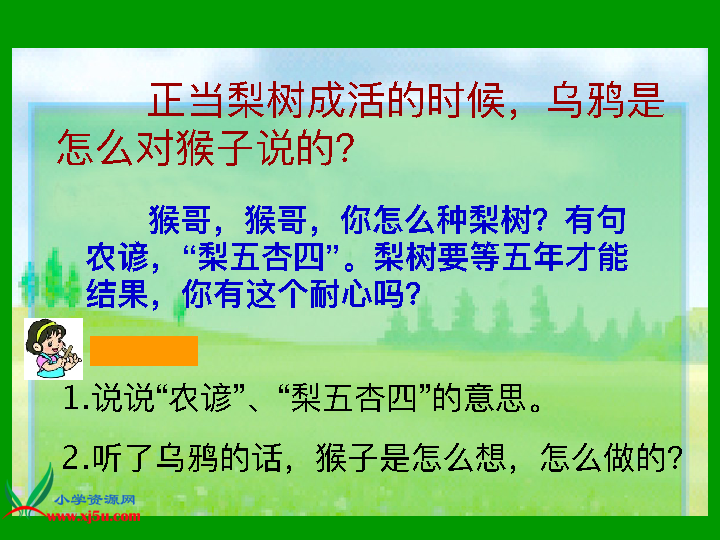 正当梨树成活的时候，乌鸦是
怎么对猴子说的？
猴哥，猴哥，你怎么种梨树？有句
农谚，“梨五杏四”。梨树要等五年才能
结果，你有这个耐心吗？
1.说说“农谚”、“梨五杏四”的意思。
2.听了乌鸦的话，猴子是怎么想，怎么做的？
小学资源网
www.xj5u.com